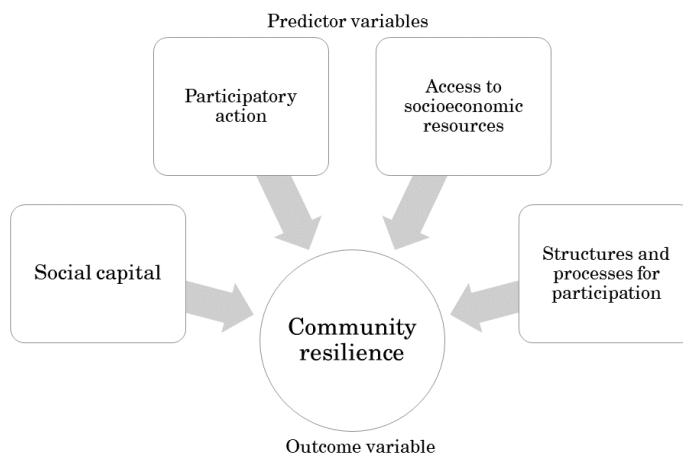 Predictor variables
Participatory
action
Access to
socioeconomic
resources
Social capital
Structures and
processes for
participation
Community
resilience
Outcome variable